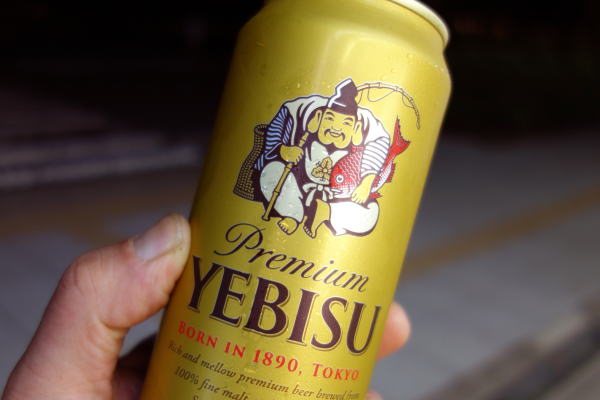 Premium
YEBISU
BORN IN 1890, TOKYO
Rich and mellow premium beer brewed from
100% fine malt